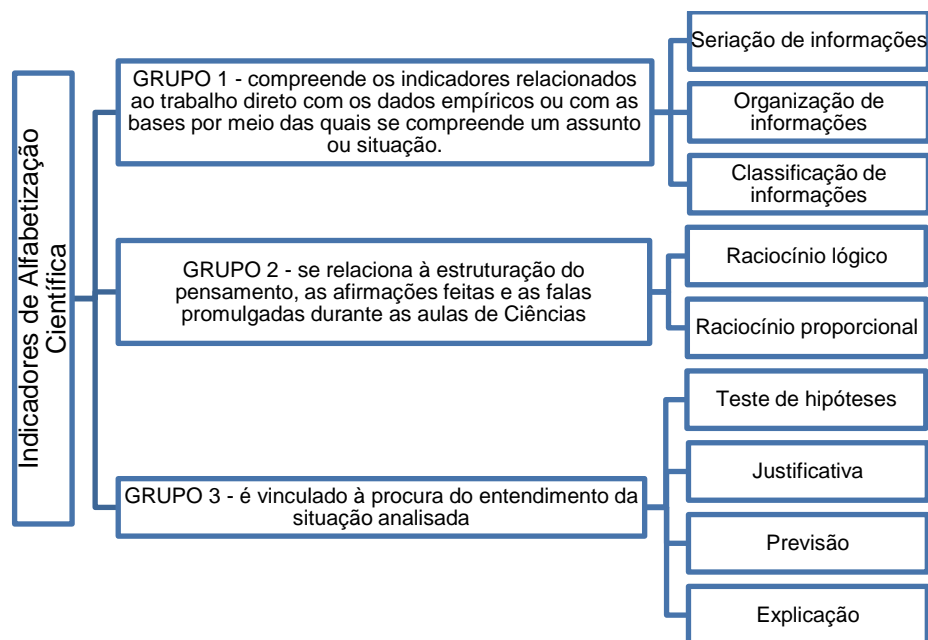 Indicadores de Alfabetização
Científica
GRUPO 1 - compreende os indicadores relacionados
ao trabalho direto com os dados empíricos ou com as
bases por meio das quais se compreende um assunto
ou situação.
Seriação de informações
Organização de
informações
Classificação de
informações
GRUPO 2 - se relaciona à estruturação do
pensamento, as afirmações feitas e as falas
promulgadas durante as aulas de Ciências
Raciocínio lógico
Raciocínio proporcional
GRUPO 3 - é vinculado à procura do entendimento da
situação analisada
Teste de hipóteses
Justificativa
Previsão
Explicação